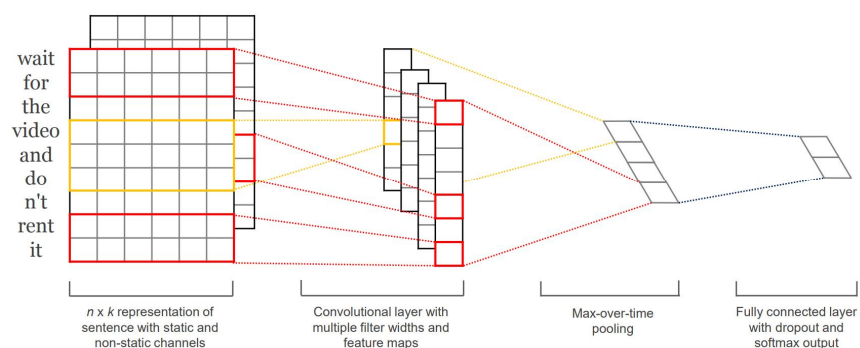 wait
for
the
video
and
do
n't
rent
it
n x k representation of
sentence with static and
non-static channels
Convolutional layer with
multiple filter widths and
feature maps
Max-over-time
pooling
Fully connected layer
with dropout and
softmax output